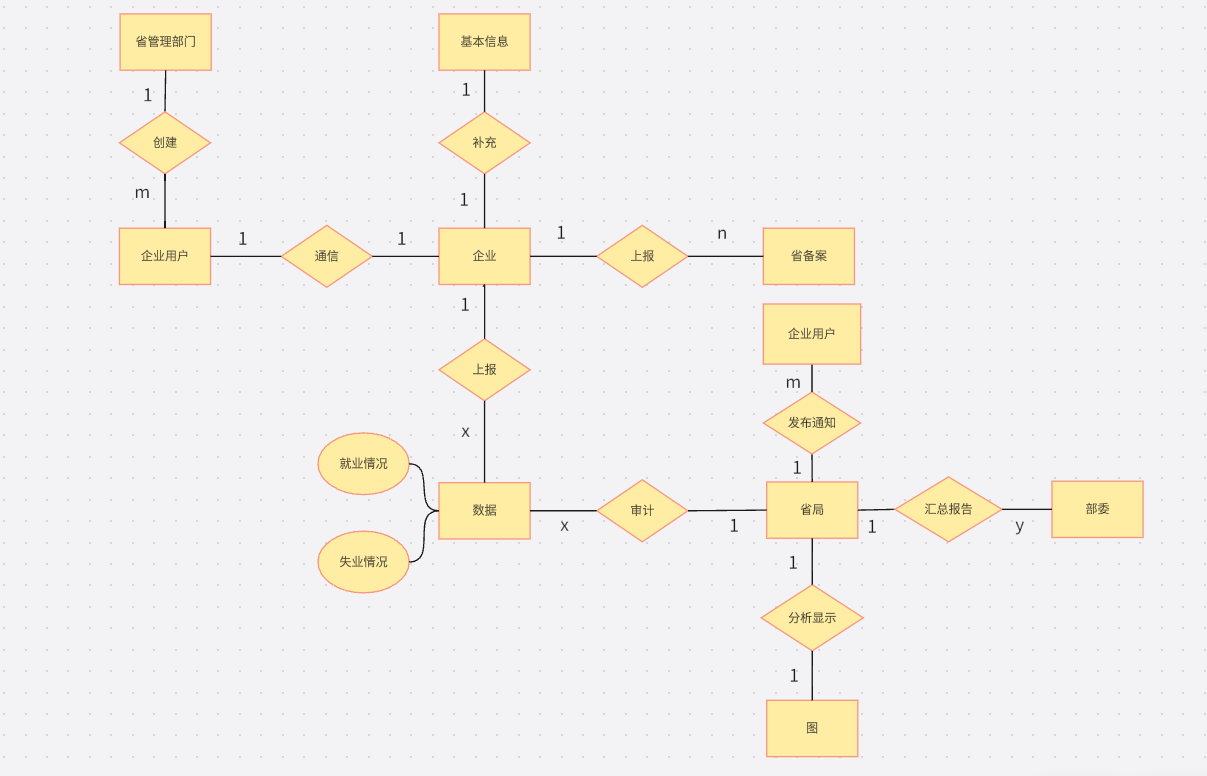 省管理部门
基本信息
1
1
创建
补充
m
1
企业用户
1
通信
1
企业
1
上报
n
省备案
1
企业用户
上报
m
发布通知
x
1
就业情况
数据
x
审计
1
省局
1
汇总报告
y
部委
失业情况
1
分析显示
1
图